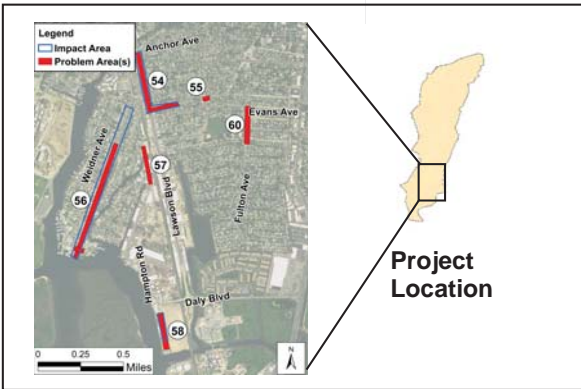 Legend
Impact Area
Problem Area(s)
Anchor Ave
54
55
Evans Ave
60
Weidner Ave
57
56
Lawson Blvd
Fulton Ave
Hampton Rd
Daly Blvd
58
0 0.25 0.5
Miles
N
Project
Location